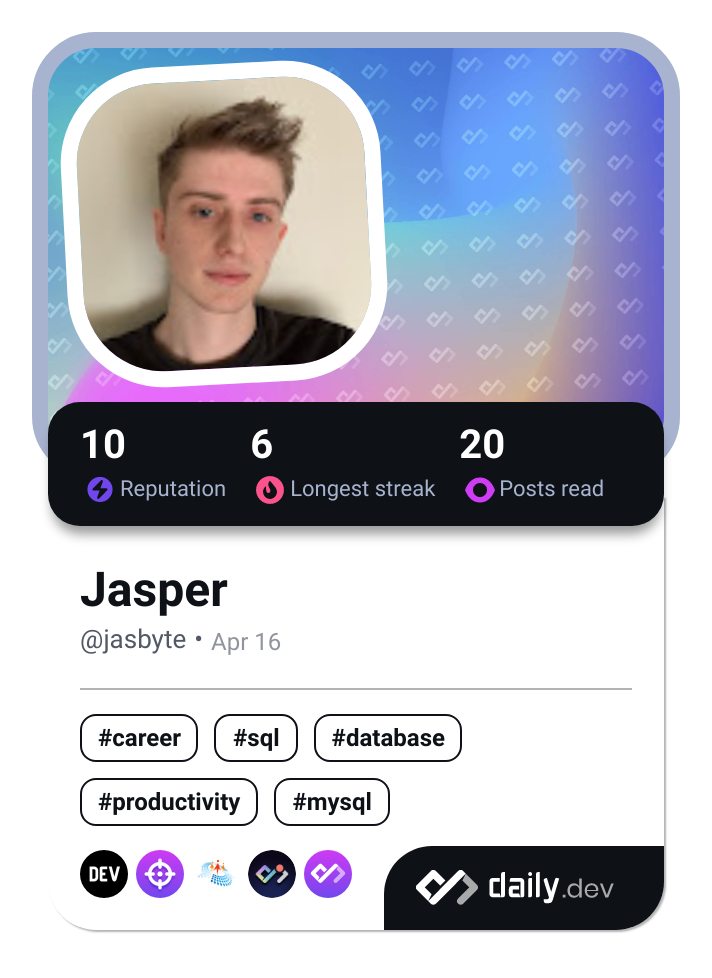 10 6 20
Reputation Longest streak Posts read
Jasper
@jasbyte • Apr 16
#career #sql #database
#productivity #mysql
DEV
daily.dev